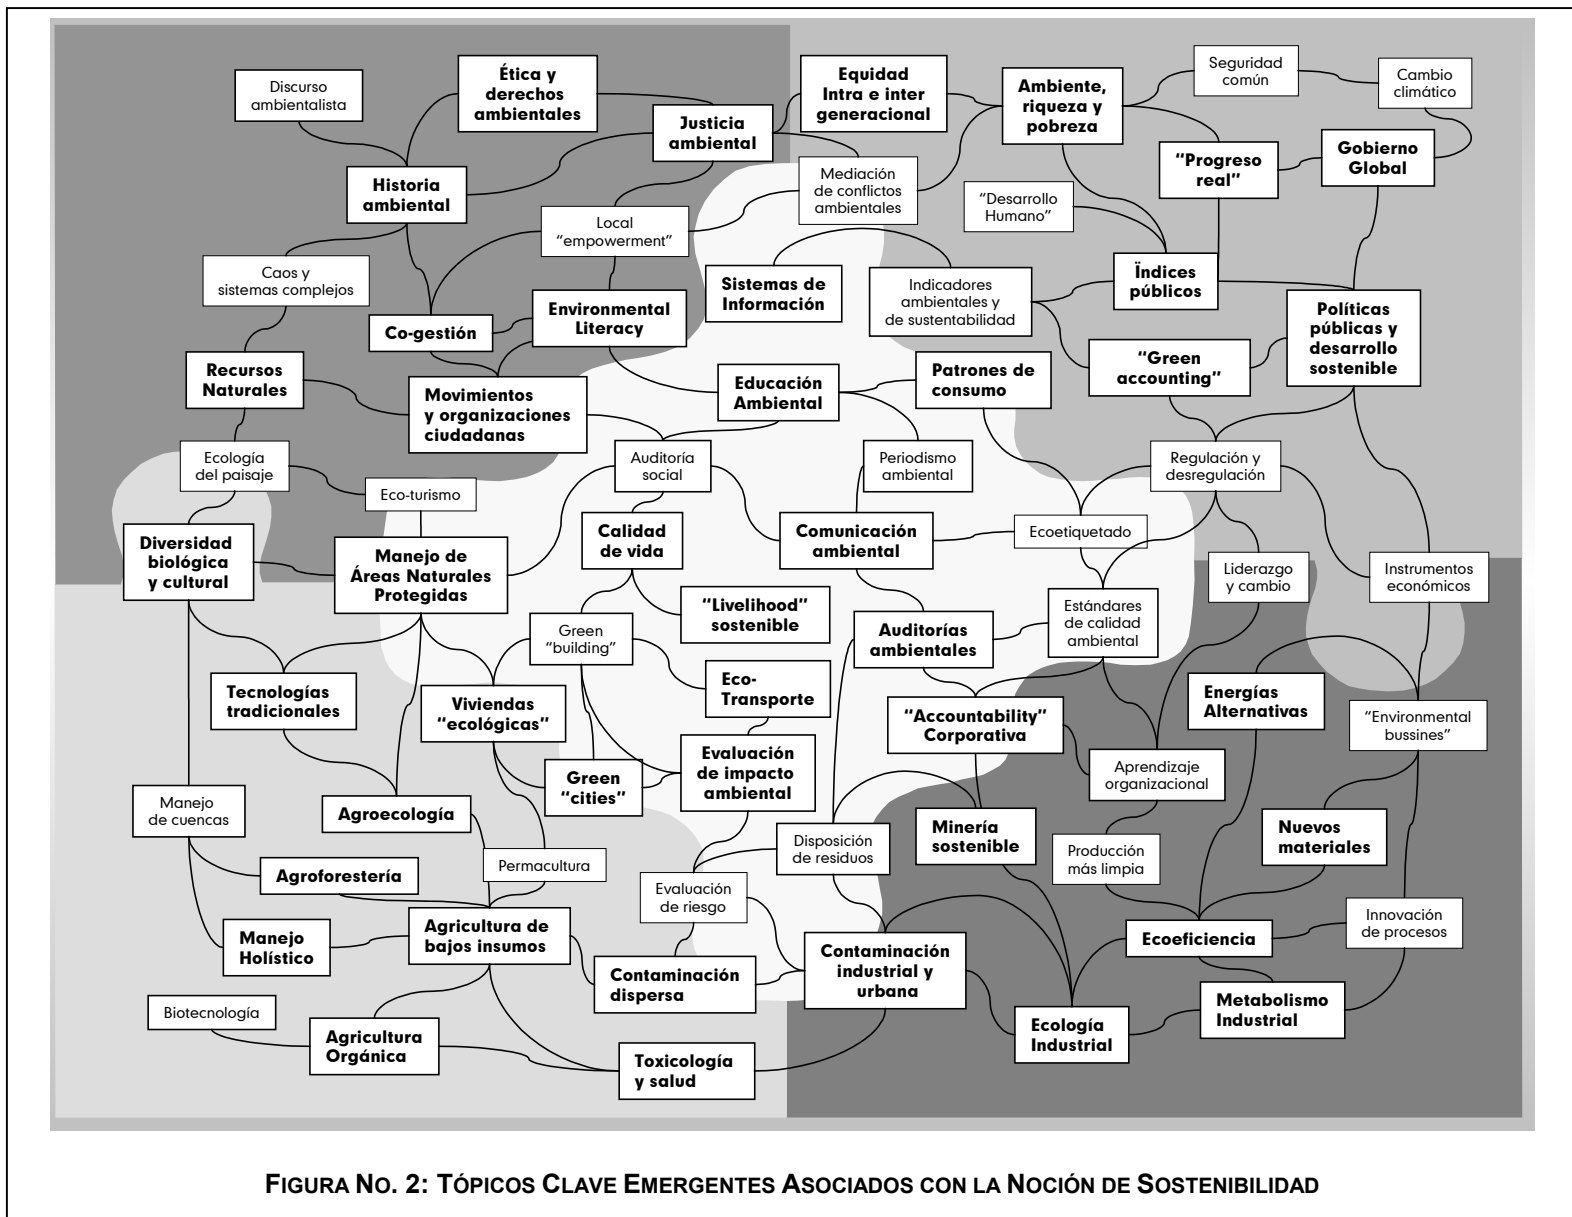 Discurso
ambientalista
Ética y
derechos
ambientales
Justicia
ambiental
Equidad
Intra e inter
generacional
Ambiente,
riqueza y
pobreza
Seguridad
común
Cambio
climático
Historia
ambiental
Mediación
de conflictos
ambientales
"Progreso
real"
Gobierno
Global
Local
"empowerment"
"Desarrollo
Humano"
Caos y
sistemas complejos
Sistemas de
Información
Indicadores
ambientales y
de sustentabilidad
Ïndices
públicos
Co-gestión
Environmental
Literacy
Políticas
públicas y
desarrollo
sostenible
Recursos
Naturales
Movimientos
y organizaciones
ciudadanas
Educación
Ambiental
Patrones de
consumo
"Green
accounting"
Ecología
del paisaje
Eco-turismo
Auditoría
social
Periodismo
ambiental
Regulación y
desregulación
Diversidad
biológica
y cultural
Manejo de
Áreas Naturales
Protegidas
Calidad
de vida
Comunicación
ambiental
Ecoetiquetado
Liderazgo
y cambio
Instrumentos
económicos
Green
"building"
"Livelihood"
sostenible
Auditorías
ambientales
Estándares
de calidad
ambiental
Tecnologías
tradicionales
Viviendas
"ecológicas"
Eco-
Transporte
"Accountability"
Corporativa
Energías
Alternativas
"Environmental
bussines"
Green
"cities"
Evaluación
de impacto
ambiental
Aprendizaje
organizacional
Manejo
de cuencas
Agroecología
Disposición
de residuos
Minería
sostenible
Producción
más limpia
Nuevos
materiales
Agroforestería
Permacultura
Evaluación
de riesgo
Manejo
Holístico
Agricultura de
bajos insumos
Contaminación
dispersa
Contaminación
industrial y
urbana
Ecoeficiencia
Innovación
de procesos
Biotecnología
Agricultura
Orgánica
Toxicología
y salud
Ecología
Industrial
Metabolismo
Industrial
FIGURA NO. 2: TÓPICOS CLAVE EMERGENTES ASOCIADOS CON LA NOCIÓN DE SOSTENIBILIDAD